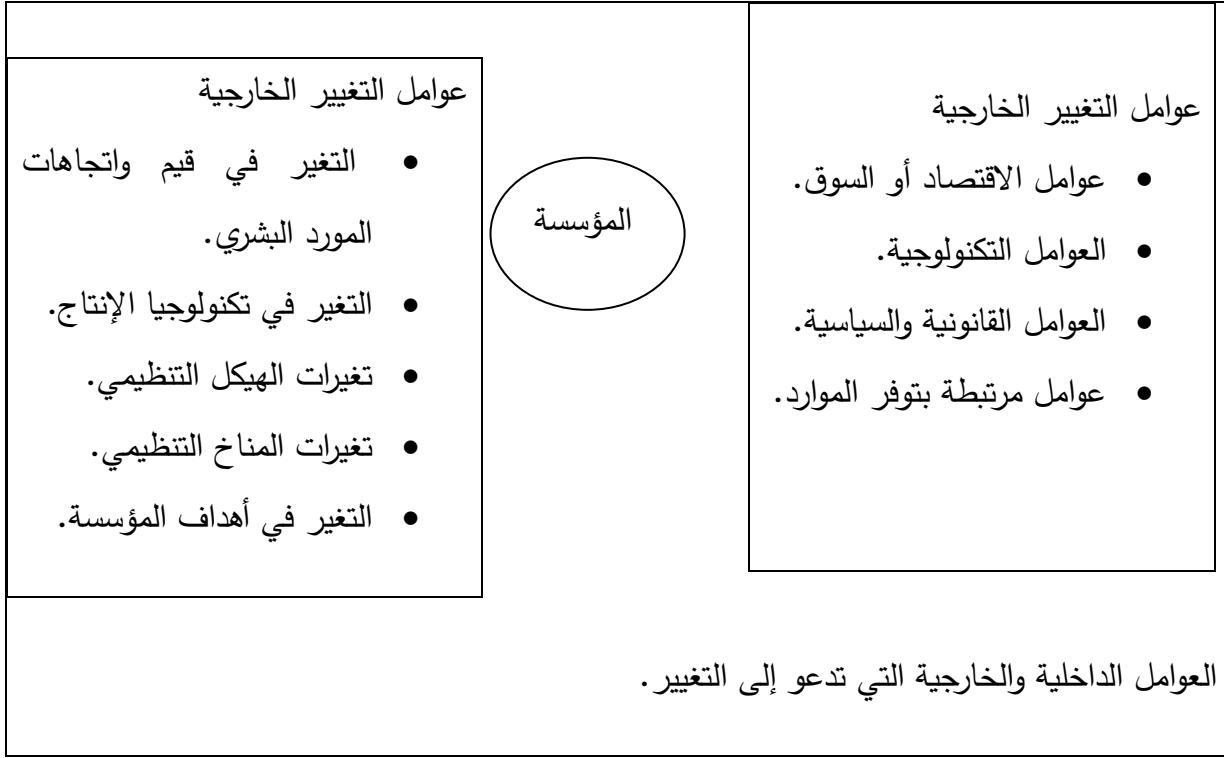 عوامل التغيير الخارجية
• عوامل الاقتصاد أو السوق.
• العوامل التكنولوجية.
• العوامل القانونية والسياسية.
• عوامل مرتبطة بتوفر الموارد.
المؤسسة
عوامل التغيير الخارجية
• التغير في قيم واتجاهات
المورد البشري.
• التغير في تكنولوجيا الإنتاج.
• تغيرات الهيكل التنظيمي.
• تغيرات المناخ التنظيمي.
• التغير في أهداف المؤسسة.
العوامل الداخلية والخارجية التي تدعو إلى التغيير.